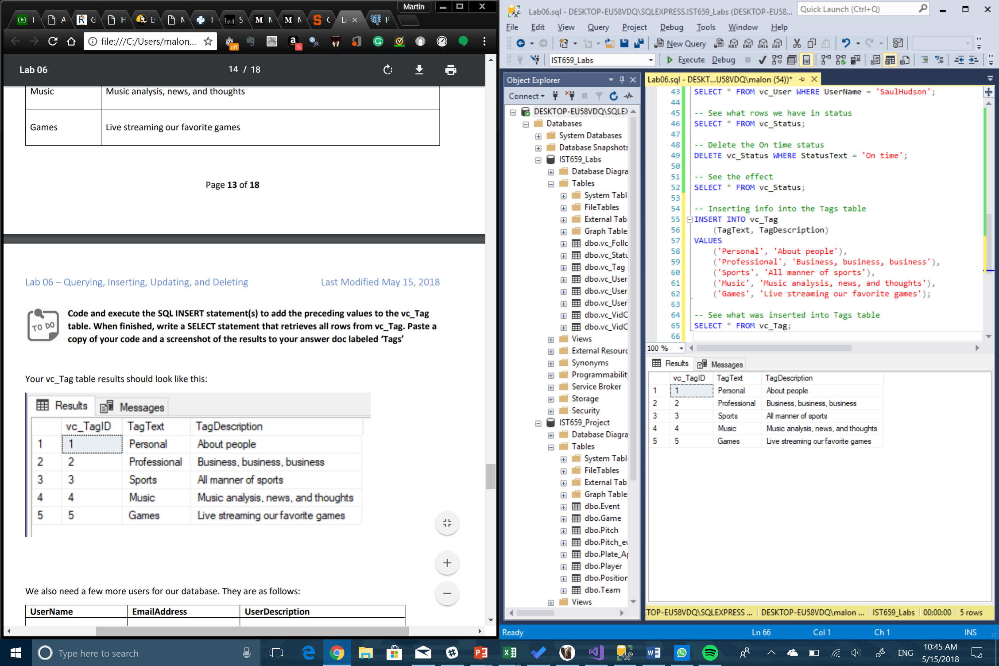 Martin
T
A
G
H
Ly
N
T
S
N
N
C
La
P
file:///C:/Users/malon...
off
5
Lab 06
14 / 18
Music
Music analysis, news, and thoughts
Games
Live streaming our favorite games
Page 13 of 18
Lab 06 – Querying, Inserting, Updating, and Deleting
Last Modified May 15, 2018
TO DO
Code and execute the SQL INSERT statement(s) to add the preceding values to the vc_Tag
table. When finished, write a SELECT statement that retrieves all rows from vc_Tag. Paste a
copy of your code and a screenshot of the results to your answer doc labeled ‘Tags’
Your vc_Tag table results should look like this:
Results
Messages
vc_TagID TagText TagDescription
1 1 Personal About people
2 2 Professional Business, business, business
3 3 Sports All manner of sports
4 4 Music Music analysis, news, and thoughts
5 5 Games Live streaming our favorite games
We also need a few more users for our database. They are as follows:
UserName EmailAddress UserDescription
Lab06.sql - DESKTOP-EU58VDQ\SQLEXPRESS.IST659_Labs (DESKTOP-EU58...
Quick Launch (Ctrl+Q)
File Edit View Query Project Debug Tools Window Help
New Query
MDX DMX XMLA DAX
IST659_Labs
Execute Debug
Object Explorer
Connect
DESKTOP-EU58VDQ\SQLEX
Databases
System Databases
Database Snapshots
IST659_Labs
Database Diagra
Tables
System Tabl
FileTables
External Tab
Graph Table
dbo.vc_Follo
dbo.vc_Statu
dbo.vc_Tag
dbo.vc_User
dbo.vc_User
dbo.vc_UserT
dbo.vc_VidC
dbo.vc_VidC
Views
External Resourc
Synonyms
Programmability
Service Broker
Storage
Security
IST659_Project
Database Diagra
Tables
System Tabl
FileTables
External Tab
Graph Table
dbo.Event
dbo.Game
dbo.Pitch
dbo.Pitch_ev
dbo.Plate_Ap
dbo.Player
dbo.Position
dbo.Team
Views
Lab06.sql - DESKT...U58VDQ\malon (54))*
43 SELECT * FROM vc_User WHERE UserName = 'SaulHudson';
44
45 -- See what rows we have in status
46 SELECT * FROM vc_Status;
47
48 -- Delete the On time status
49 DELETE vc_Status WHERE StatusText = 'On time';
50
51 -- See the effect
52 SELECT * FROM vc_Status;
53
54 -- Inserting info into the Tags table
55 INSERT INTO vc_Tag
56 (TagText, TagDescription)
57 VALUES
58 ('Personal', 'About people'),
59 ('Professional', 'Business, business, business'),
60 ('Sports', 'All manner of sports'),
61 ('Music', 'Music analysis, news, and thoughts'),
62 ('Games', 'Live streaming our favorite games');
63
64 -- See what was inserted into Tags table
65 SELECT * FROM vc_Tag;
66
100 %
Results
Messages
vc_TagID TagText TagDescription
1 1 Personal About people
2 2 Professional Business, business, business
3 3 Sports All manner of sports
4 4 Music Music analysis, news, and thoughts
5 5 Games Live streaming our favorite games
TOP-EU58VDQ\SQLEXPRESS ... DESKTOP-EU58VDQ\malon ... IST659_Labs 00:00:00 5 rows
Ready
Ln 66
Col 1
Ch 1
INS
Type here to search
ENG
10:45 AM
5/15/2018